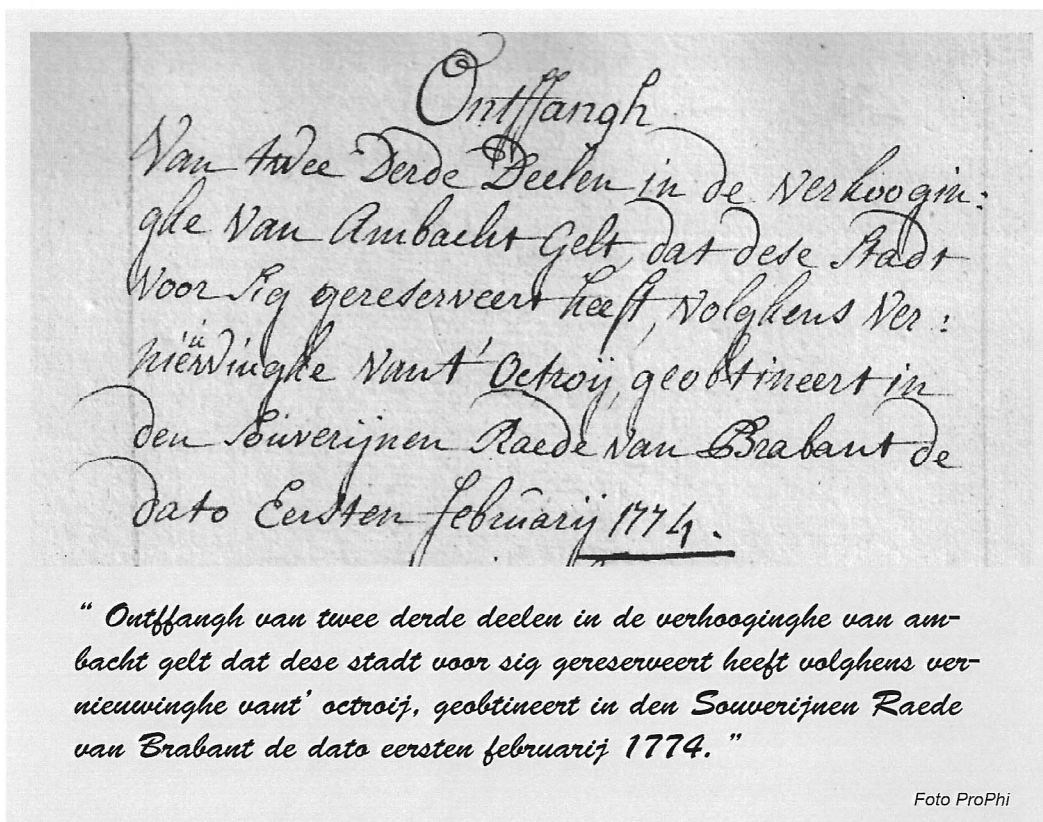 Ontffangh
Van twee Derde Deelen in de verhoogin:
ghe van Ambacht Gelt, dat dese Stadt
voor sig gereserveert heeft, volghens ver:
nieüwinghe vant' Octroÿ, geobtineert in
den Souverijnen Raede van Brabant de
dato Eersten februarij 1774.
“ Ontffangh van twee derde deelen in de verhooginghe van am-
bacht gelt dat dese stadt voor sig gereserveert heeft volghens ver-
nieuwinghe vant’ octroij, geobtineert in den Souverijnen Raede
van Brabant de dato eersten februarij 1774. ”
Foto ProPhi